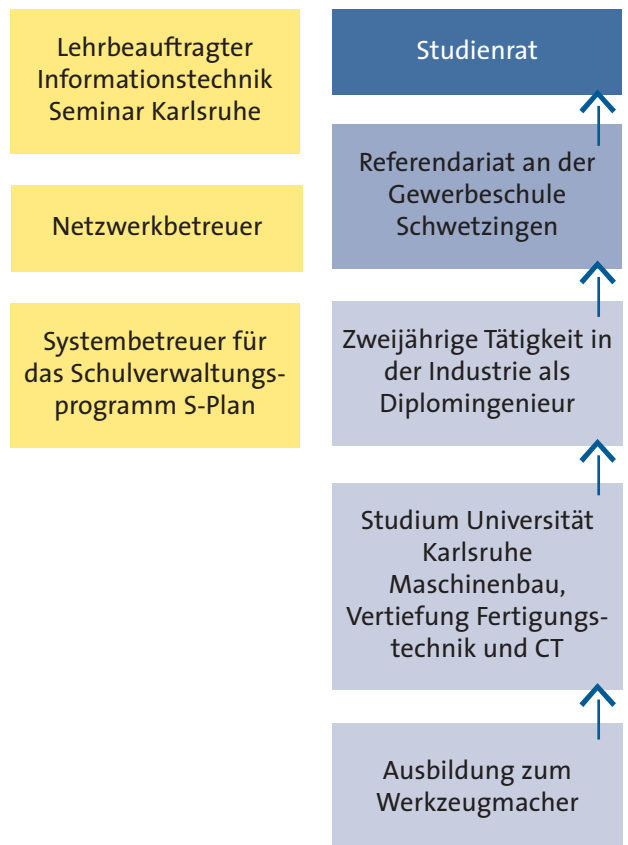 Lehrbeauftragter
Informationstechnik
Seminar Karlsruhe
Netzwerkbetreuer
Systembetreuer für
das Schulverwaltungs-
programm S-Plan
Studienrat
Referendariat an der
Gewerbeschule
Schwetzingen
Zweijährige Tätigkeit in
der Industrie als
Diplomingenieur
Studium Universität
Karlsruhe
Maschinenbau,
Vertiefung Fertigungs-
technik und CT
Ausbildung zum
Werkzeugmacher